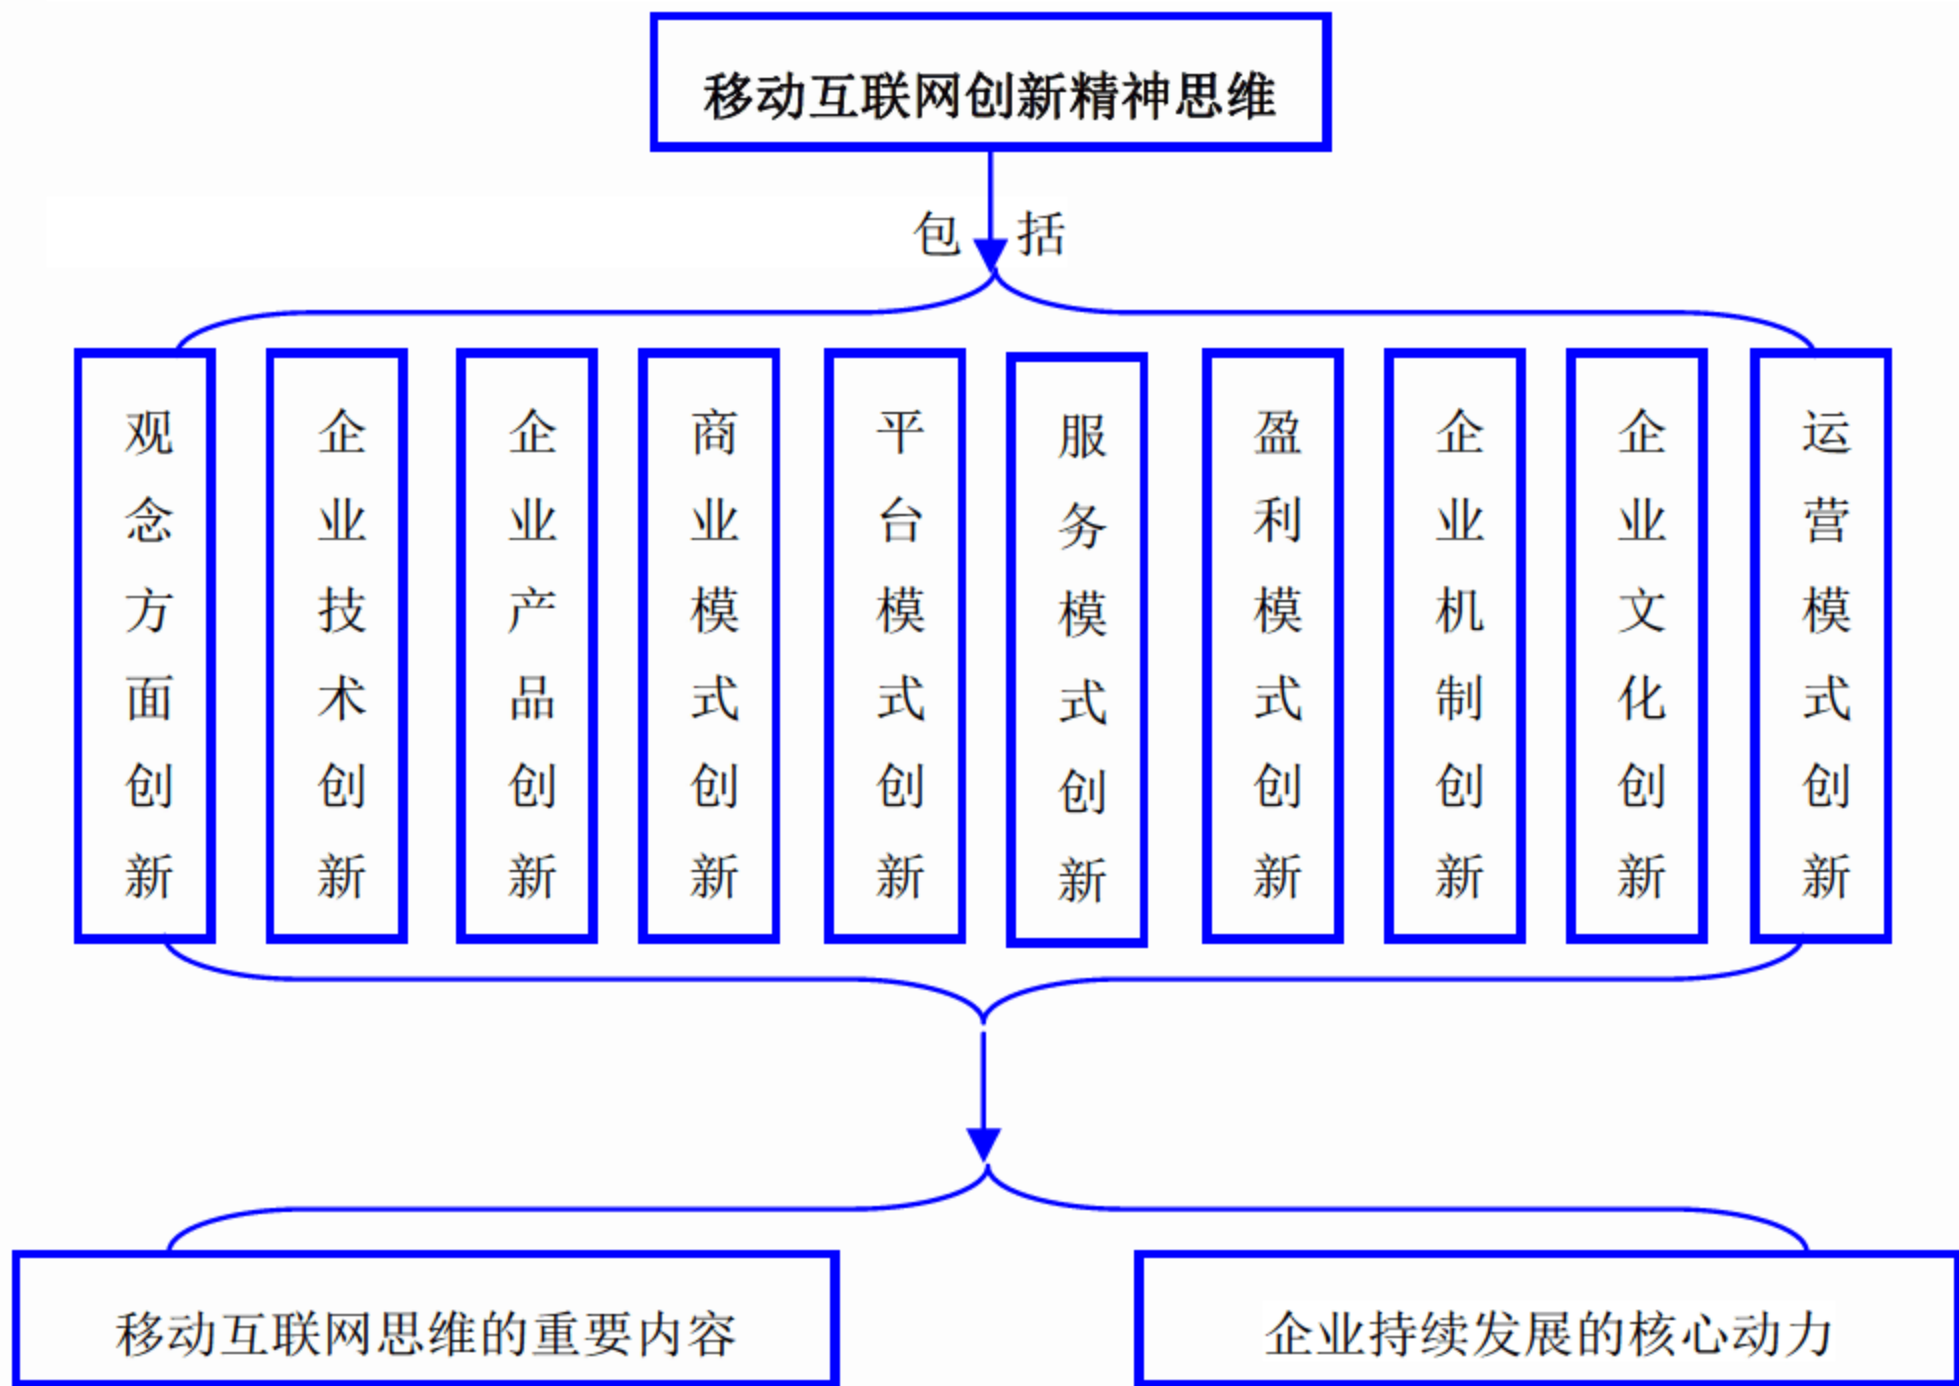 移动互联网创新精神思维
包括
观念方面创新
企业技术创新
企业产品创新
商业模式创新
平台模式创新
服务模式创新
盈利模式创新
企业机制创新
企业文化创新
运营模式创新
移动互联网思维的重要内容
企业持续发展的核心动力